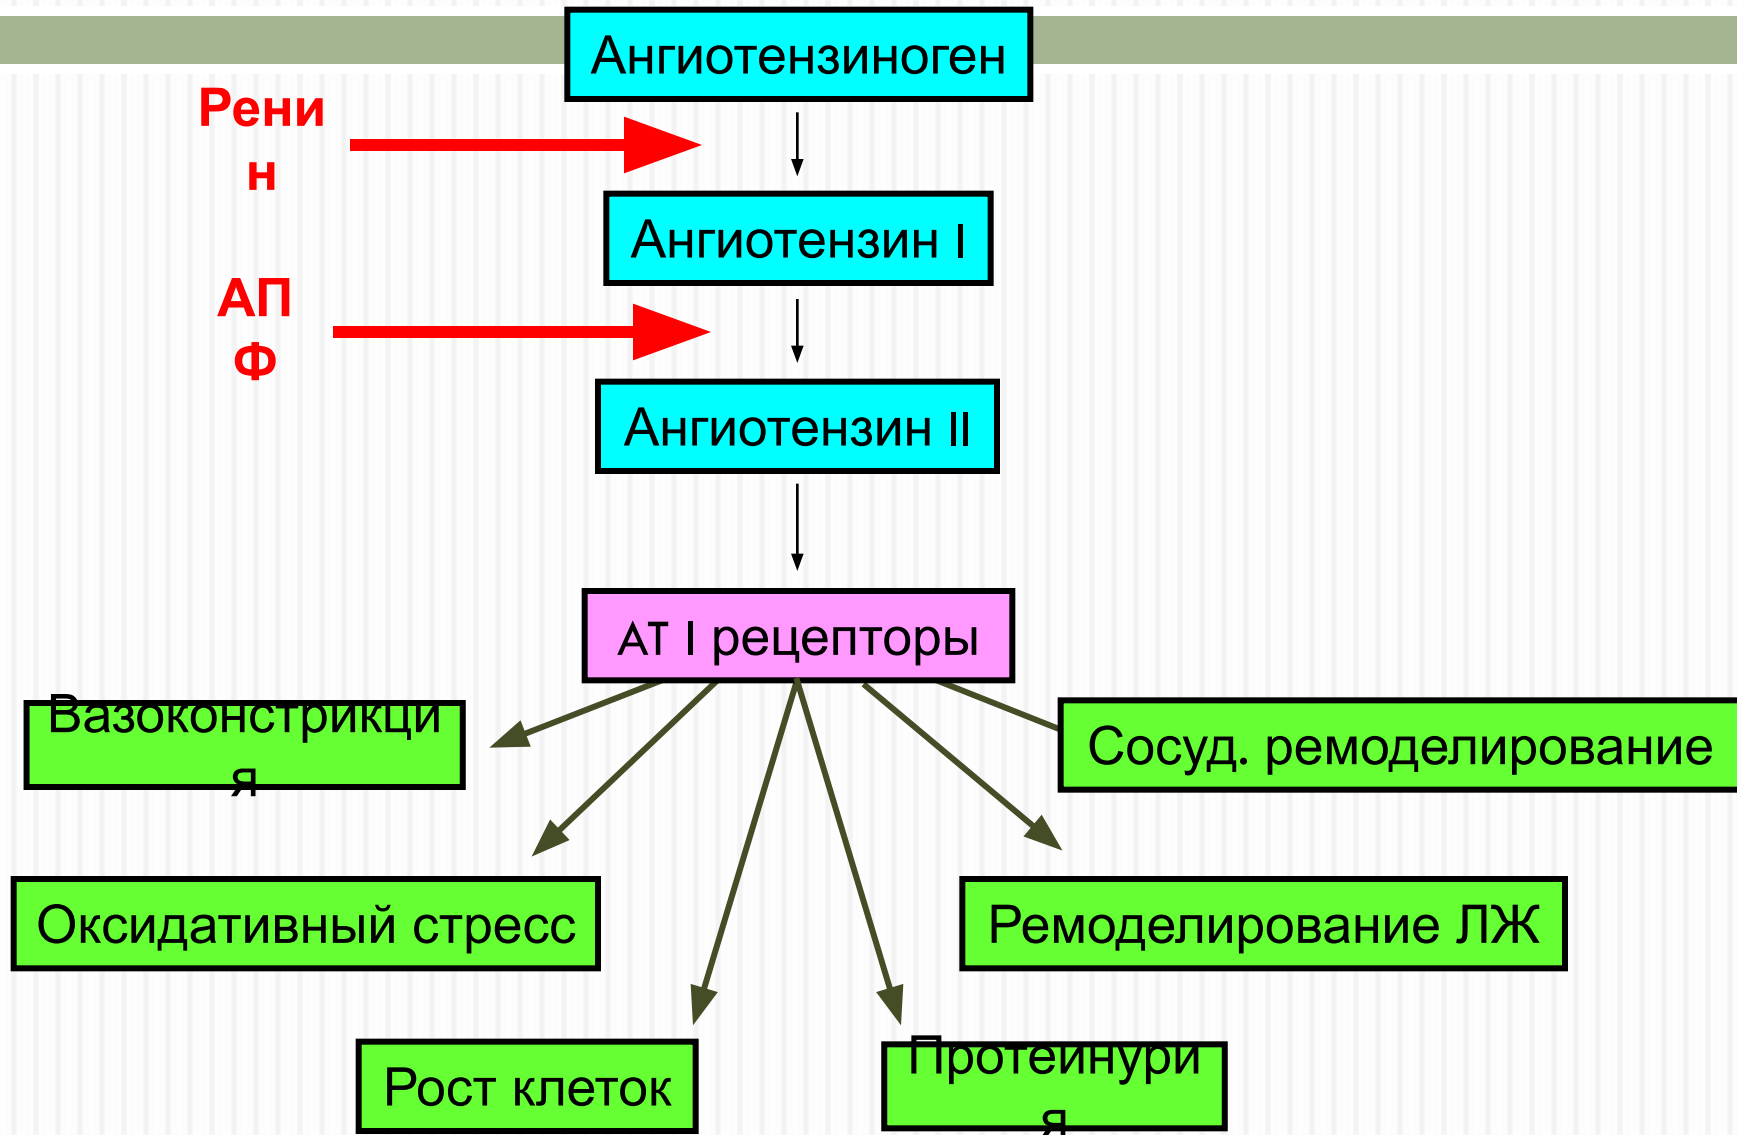 Ангиотензиноген
Рени
н
Ангиотензин I
АП
Ф
Ангиотензин II
АТ I рецепторы
Вазоконстрикци
я
Сосуд. ремоделирование
Оксидативный стресс
Ремоделирование ЛЖ
Рост клеток
Протеинури
я